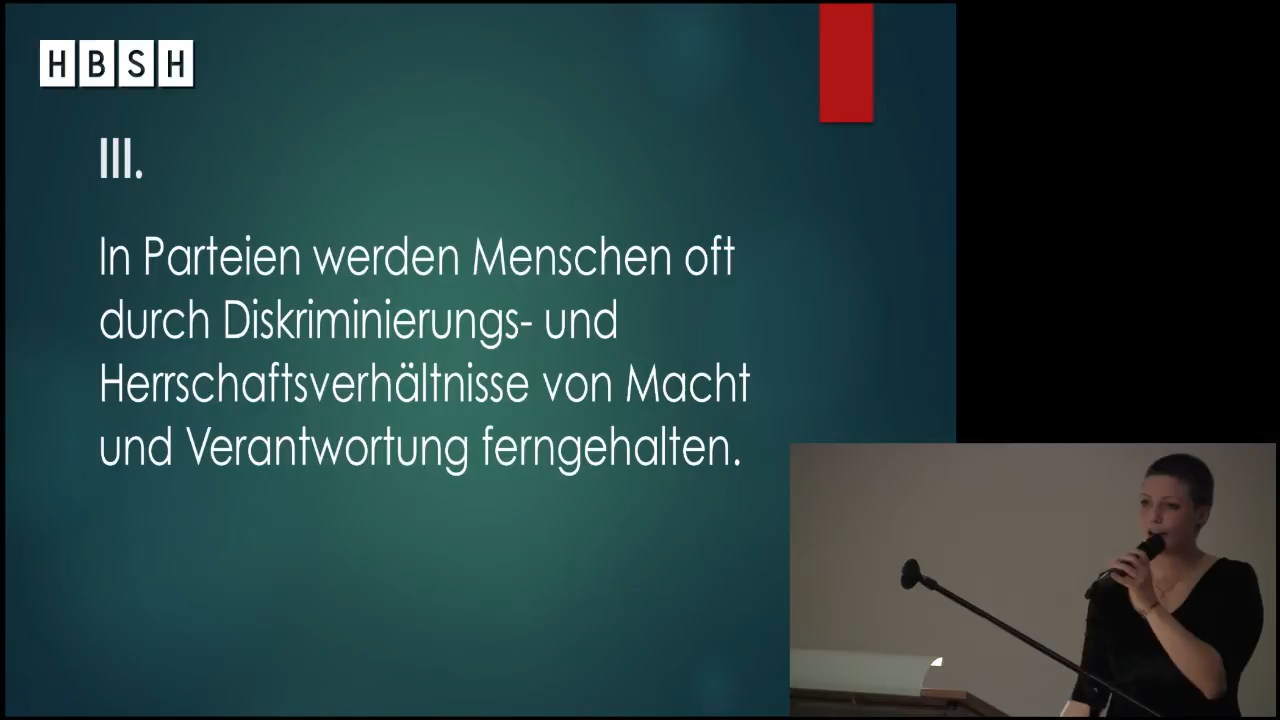 HBSH
III.
In Parteien werden Menschen oft
durch Diskriminierungs- und
Herrschaftsverhältnisse von Macht
und Verantwortung ferngehalten.